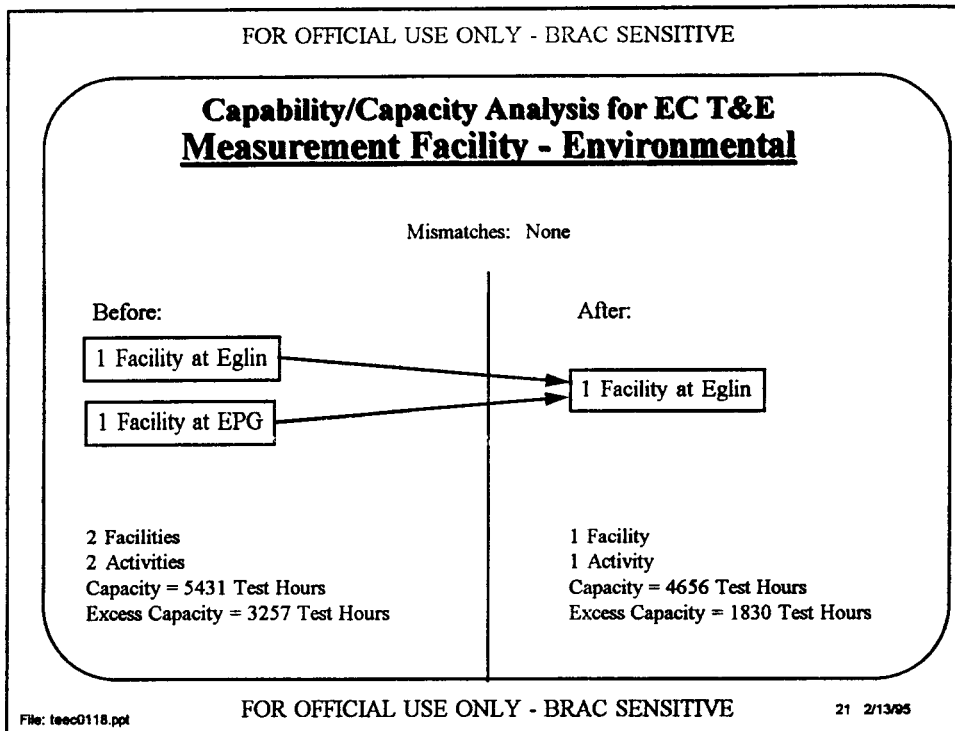 FOR OFFICIAL USE ONLY - BRAC SENSITIVE
Capability/Capacity Analysis for EC T&E
Measurement Facility - Environmental
Mismatches: None
Before:
1 Facility at Eglin
1 Facility at EPG
2 Facilities
2 Activities
Capacity = 5431 Test Hours
Excess Capacity = 3257 Test Hours
After:
1 Facility at Eglin
1 Facility
1 Activity
Capacity = 4656 Test Hours
Excess Capacity = 1830 Test Hours
File: teec0118.ppt
FOR OFFICIAL USE ONLY - BRAC SENSITIVE
21 2/13/95